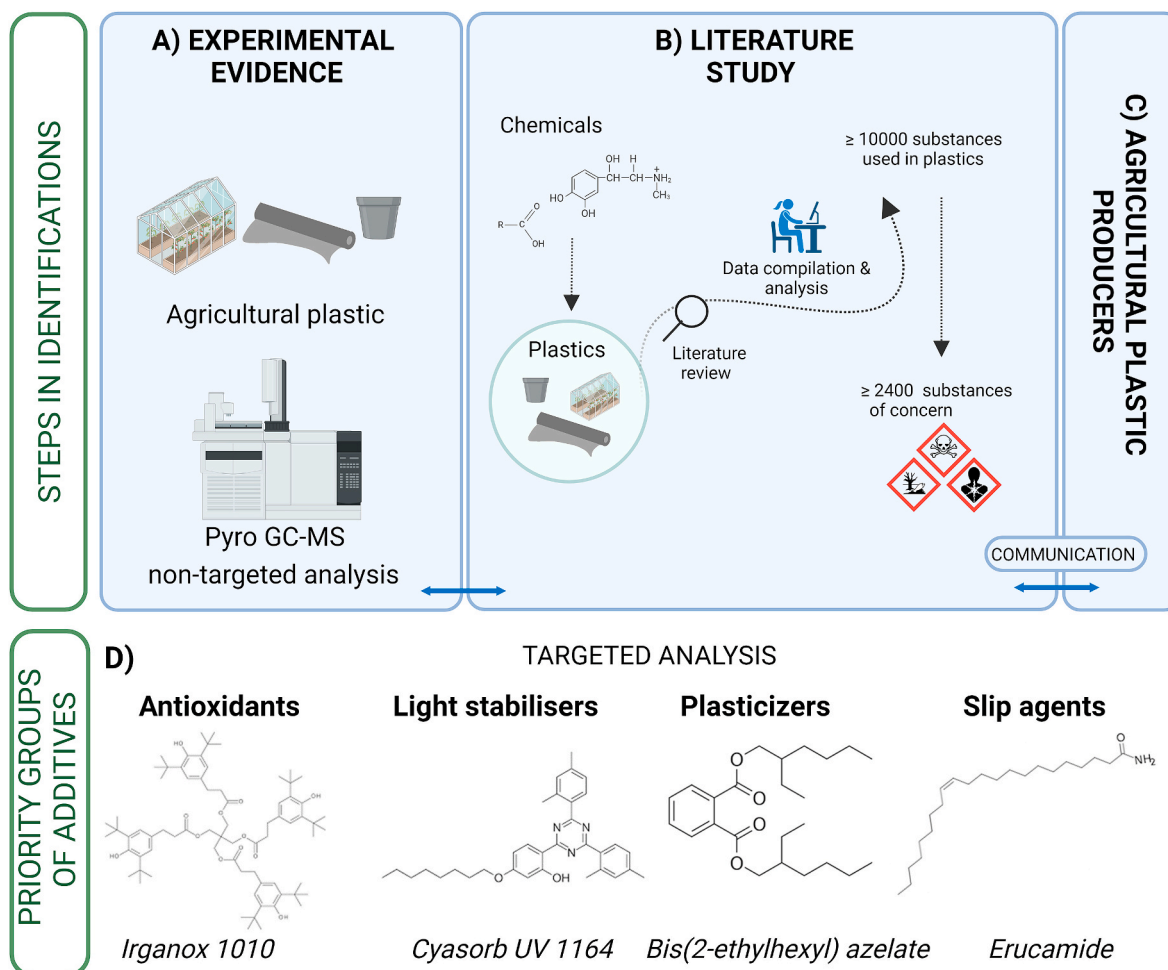 STEPS IN IDENTIFICATIONS
A) EXPERIMENTAL
EVIDENCE
Agricultural plastic
Pyro GC-MS
non-targeted analysis
B) LITERATURE
STUDY
Chemicals
OH H
C C
+
NH₂
CH₃
H
HO
OH
R C
O
OH
Plastics
Literature
review
Data compilation &
analysis
≥ 10000 substances
used in plastics
≥ 2400 substances
of concern
C) AGRICULTURAL PLASTIC
PRODUCERS
COMMUNICATION
PRIORITY GROUPS
OF ADDITIVES
D)
TARGETED ANALYSIS
Antioxidants
Light stabilisers
Plasticizers
Slip agents
HO
O
O
O
O
OH
O
O
HO
O
O
OH
N N
N
O
OH
O
O
O
O
O
NH₂
Irganox 1010
Cyasorb UV 1164
Bis(2-ethylhexyl) azelate
Erucamide